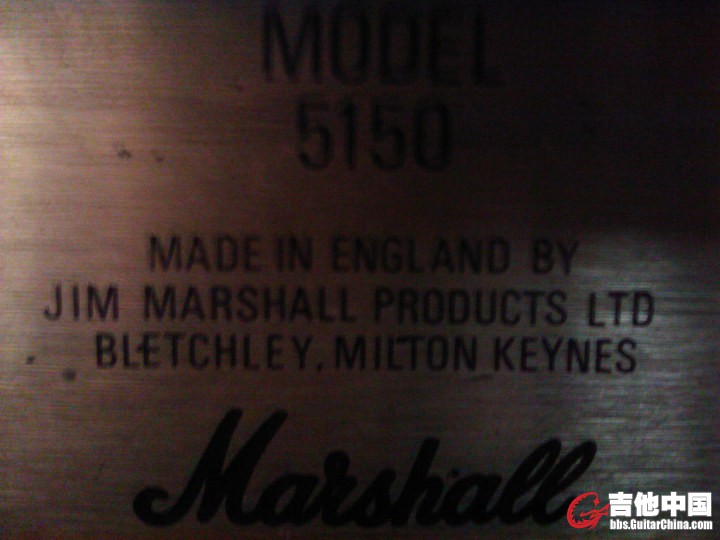 MODEL
5150
MADE IN ENGLAND BY
JIM MARSHALL PRODUCTS LTD
BLETCHLEY, MILTON KEYNES
Marshall
吉他中国
bbs.GuitarChina.com